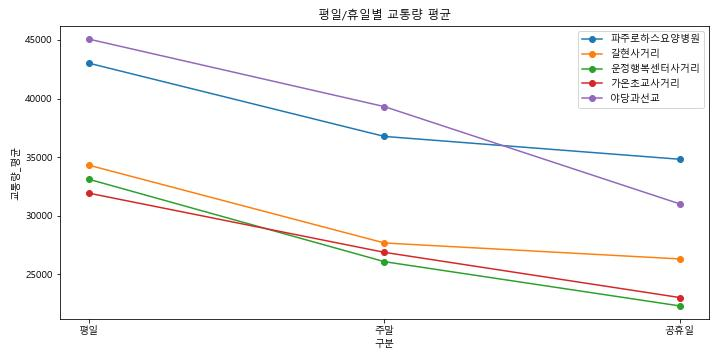 평일/휴일별 교통량 평균
파주로하스요양병원
갈현사거리
운정행복센터사거리
가온초교사거리
야당과선교
교통량_평균
45000
40000
35000
30000
25000
평일
주말
공휴일
구분